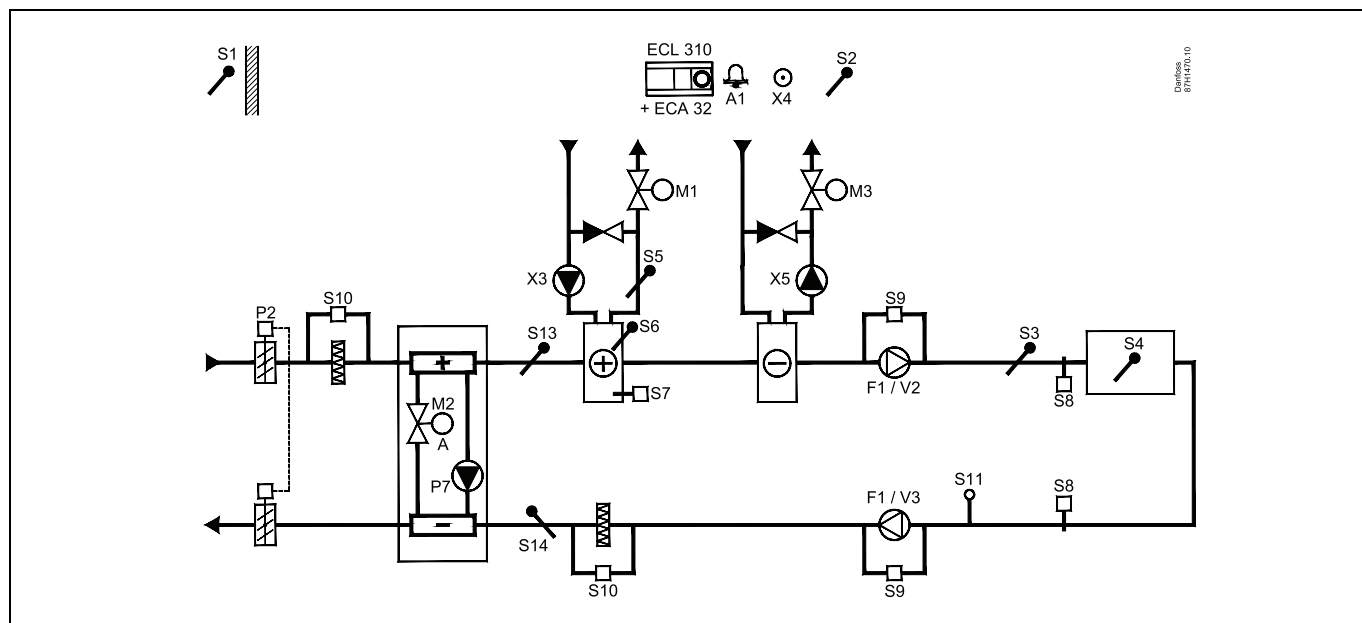 S1
ECL 310
A1
X4
+ ECA 32
S2
Danfoss
87H1470.10
M1
M3
X3
S5
X5
P2
S10
S13
S6
S9
S3
S4
S7
F1 / V2
S8
M2
A
P7
S14
S10
F1 / V3
S9
S11
S8